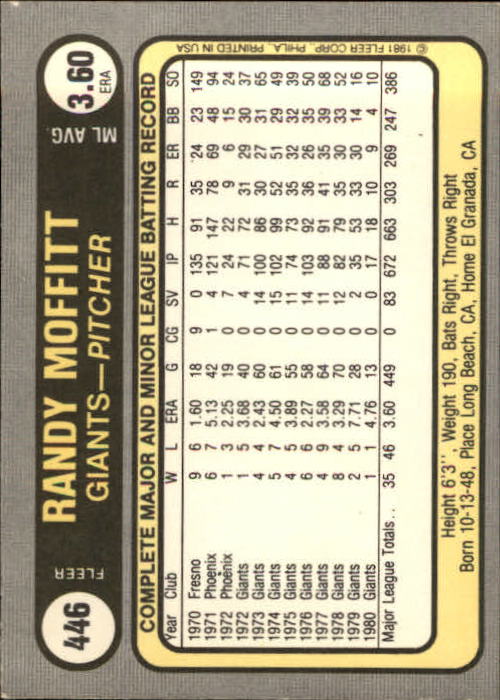 446
FLEER
RANDY MOFFITT
GIANTS—PITCHER
ML AVG.
3.60
ERA
COMPLETE MAJOR AND MINOR LEAGUE BATTING RECORD
Year Club W L ERA G CG SV IP H R ER BB SO
1970 Fresno 9 6 1.60 18 9 0 135 91 35 24 23 149
1971 Phoenix 6 7 5.13 42 0 4 121 147 78 69 48 94
1972 Phoenix 1 3 2.25 19 0 7 24 22 9 6 15 24
1972 Giants 1 5 3.68 40 0 4 71 72 31 29 30 37
1973 Giants 4 4 2.43 60 0 14 100 86 30 27 31 65
1974 Giants 5 7 4.50 61 0 15 102 99 52 51 29 49
1975 Giants 4 5 3.89 55 0 11 74 73 35 32 32 39
1976 Giants 6 6 2.27 58 0 14 103 92 36 26 35 50
1977 Giants 4 9 3.58 64 0 11 88 91 41 35 39 68
1978 Giants 8 4 3.29 70 0 12 82 79 35 30 33 52
1979 Giants 2 5 7.71 28 0 2 35 53 33 30 14 16
1980 Giants 1 1 4.76 13 0 0 17 18 10 9 4 10
Major League Totals.. 35 46 3.60 449 0 83 672 663 303 269 247 386
Height 6'3'', Weight 190, Bats Right, Throws Right
Born 10-13-48, Place Long Beach, CA, Home El Granada, CA
© 1981 FLEER CORP., PHILA., PRINTED IN USA